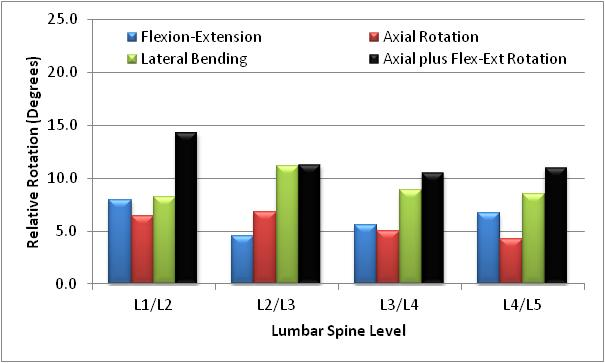 25.0
20.0
15.0
10.0
5.0
0.0
Relative Rotation (Degrees)
Flexion-Extension
Axial Rotation
Lateral Bending
Axial plus Flex-Ext Rotation
L1/L2
L2/L3
L3/L4
L4/L5
Lumbar Spine Level